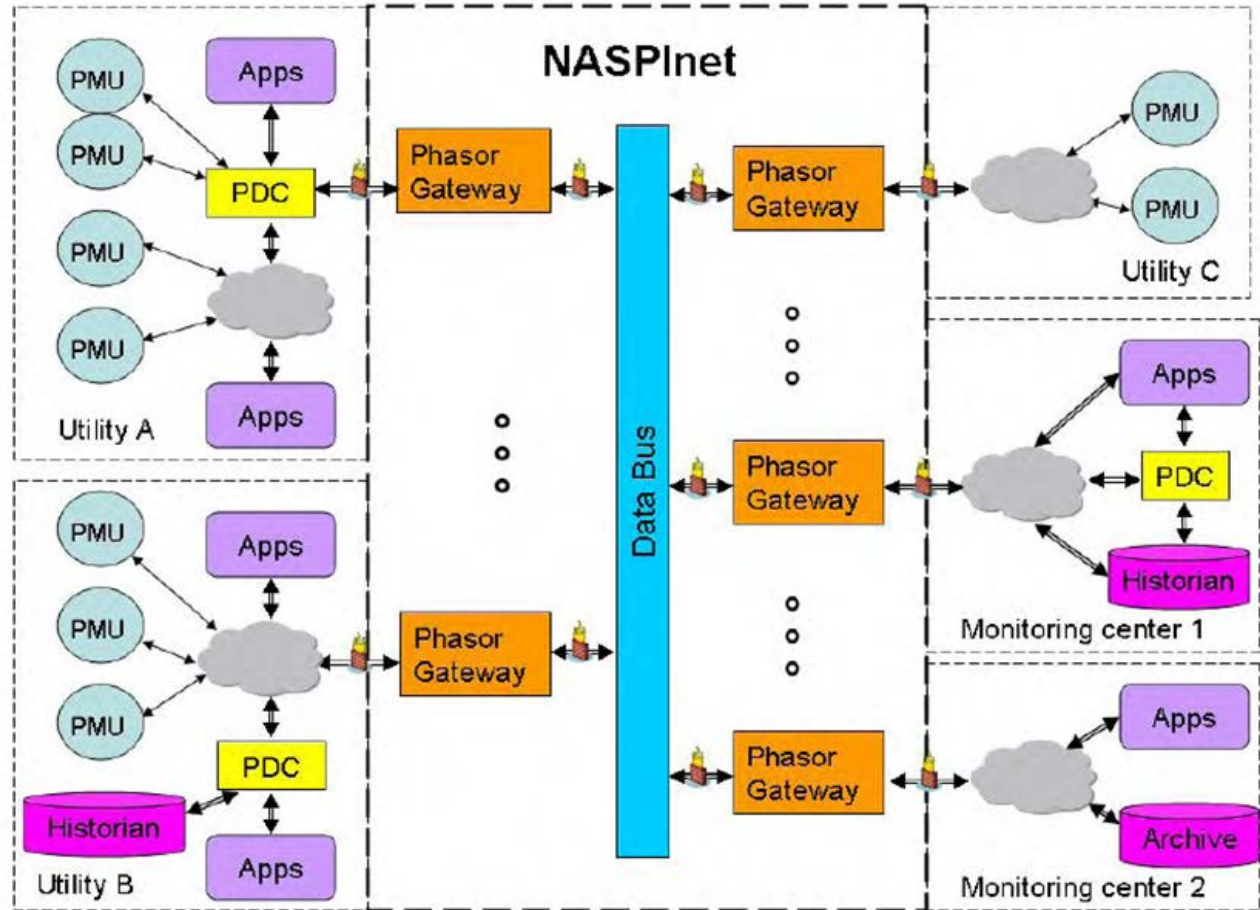 NASPInet
PMU
PMU
Apps
PDC
PMU
PMU
Apps
Utility A
PMU
PMU
PMU
Apps
PDC
Historian
Apps
Utility B
Phasor
Gateway
Phasor
Gateway
Data Bus
Phasor
Gateway
Phasor
Gateway
Phasor
Gateway
PMU
PMU
Utility C
Apps
PDC
Historian
Monitoring center 1
Apps
Archive
Monitoring center 2